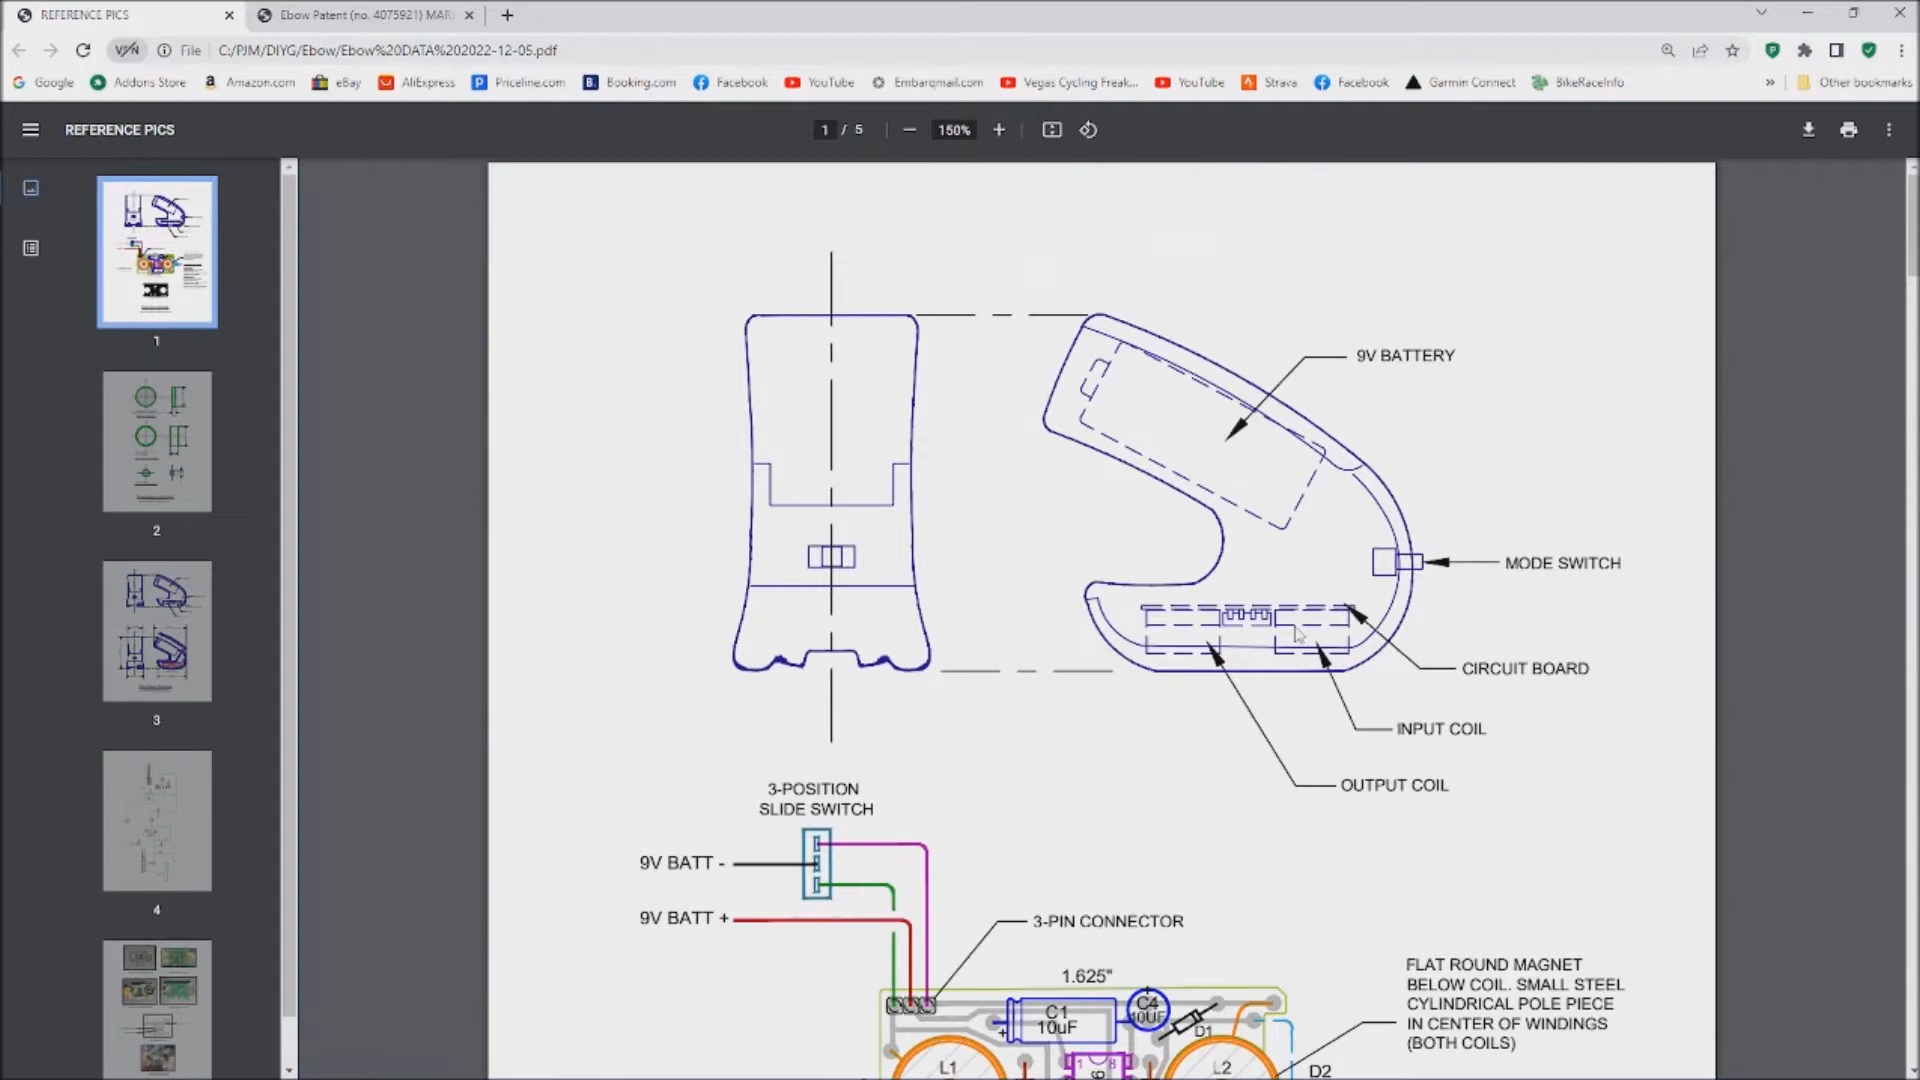 REFERENCE PICS
Ebow Patent (no. 4075921) MAR
VPN
File
C:/PJM/DIYG/Ebow/Ebow%20DATA%202022-12-05.pdf
Google
Addons Store
Amazon.com
eBay
AliExpress
Priceline.com
Booking.com
Facebook
YouTube
Embarqmail.com
Vegas Cycling Freak...
YouTube
Strava
Facebook
Garmin Connect
BikeRaceInfo
»
Other bookmarks
REFERENCE PICS
1 / 5
150%
1
2
3
4
9V BATTERY
MODE SWITCH
CIRCUIT BOARD
INPUT COIL
OUTPUT COIL
3-POSITION
SLIDE SWITCH
9V BATT -
9V BATT +
3-PIN CONNECTOR
1.625"
C1
10uF
+
C4
10UF
D1
L1
1 8
6
L2
D2
FLAT ROUND MAGNET
BELOW COIL. SMALL STEEL
CYLINDRICAL POLE PIECE
IN CENTER OF WINDINGS
(BOTH COILS)